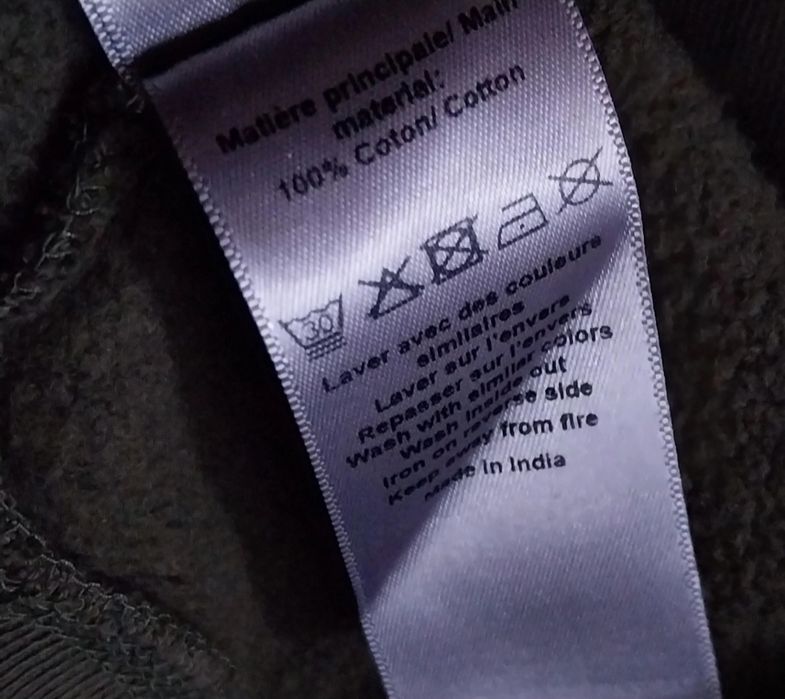 Matière principale/ Main
material:
100% Coton/ Cotton
30
Laver avec des couleurs
similaires
Laver sur l'envers
Repasser sur l'envers
Wash with similar colors
Wash inside out
Iron on reverse side
Keep away from fire
Made in India